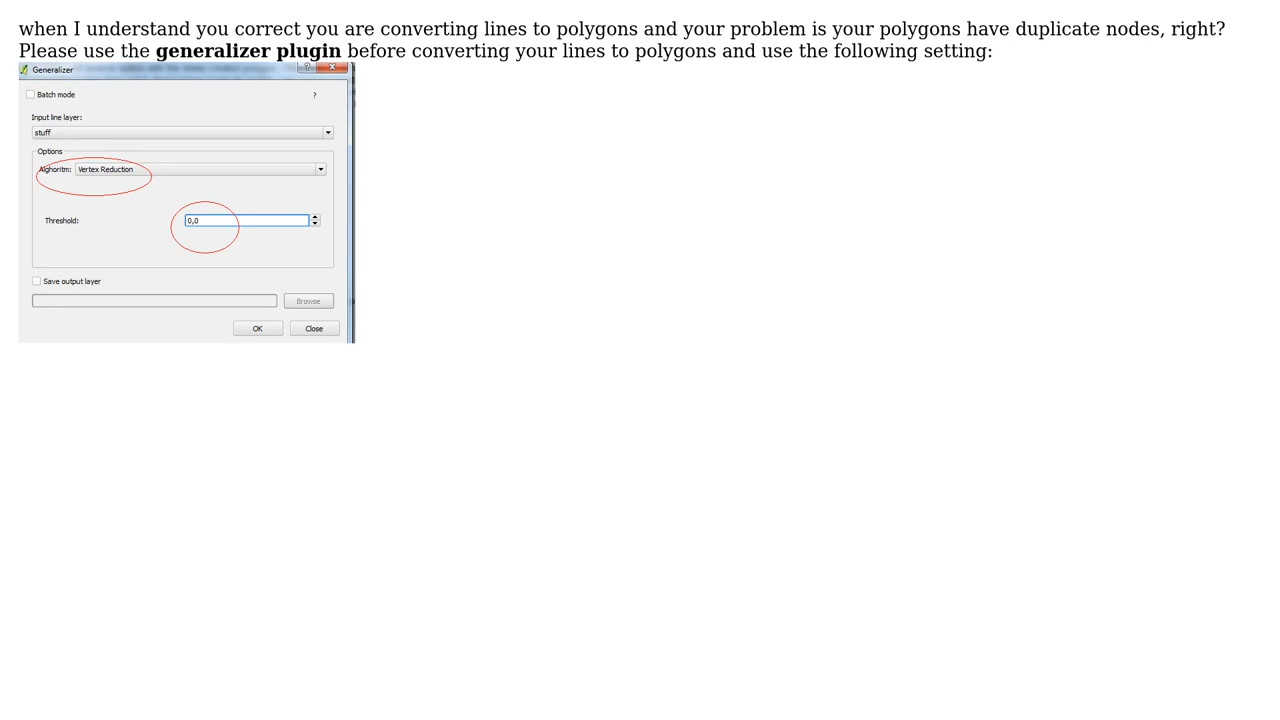 when I understand you correct you are converting lines to polygons and your problem is your polygons have duplicate nodes, right?
Please use the generalizer plugin before converting your lines to polygons and use the following setting:
Generalizer
Batch mode
?
Input line layer:
stuff
Options
Alghoritm: Vertex Reduction
Threshold: 0,0
Save output layer
Browse
OK Close